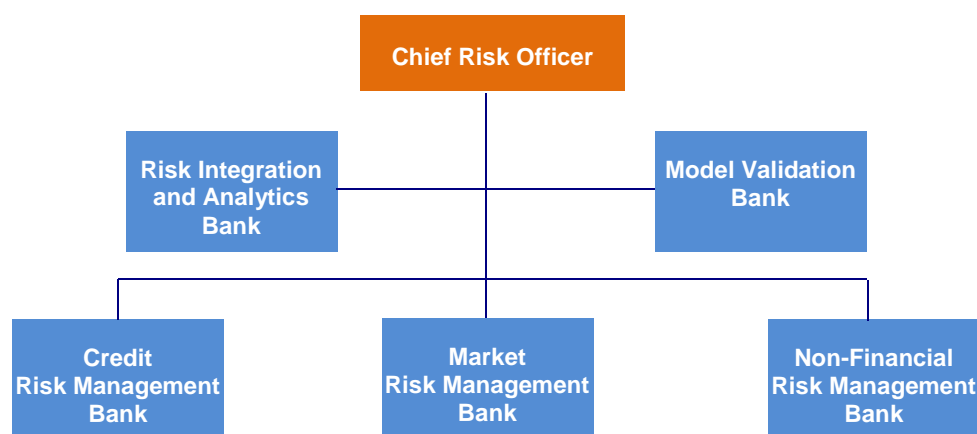 Chief Risk Officer
Risk Integration
and Analytics
Bank
Model Validation
Bank
Credit
Risk Management
Bank
Market
Risk Management
Bank
Non-Financial
Risk Management
Bank